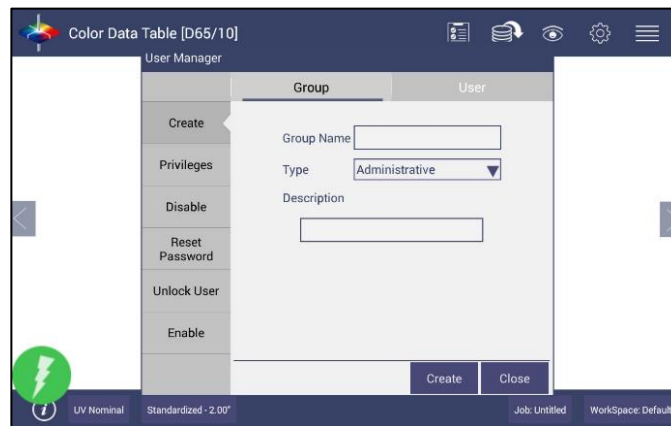 Color Data Table [D65/10]
User Manager
Group
User
Create
Privileges
Disable
Reset
Password
Unlock User
Enable
Group Name
Type
Administrative
Description
Create
Close
i
UV Nominal
Standardized - 2.00"
Job: Untitled
WorkSpace: Default